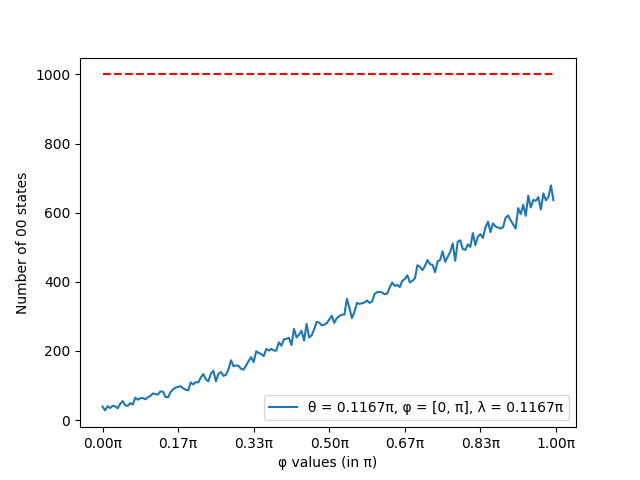 1000
800
600
400
200
0
Number of 00 states
θ = 0.1167π, φ = [0, π], λ = 0.1167π
0.00π 0.17π 0.33π 0.50π 0.67π 0.83π 1.00π
φ values (in π)